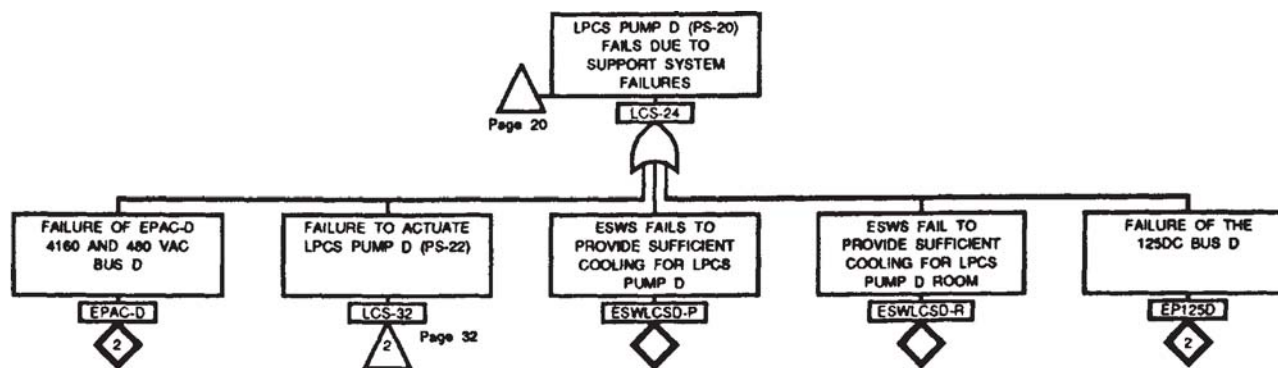 LPCS PUMP D (PS-20)
FAILS DUE TO
SUPPORT SYSTEM
FAILURES
Page 20
LCS-24
FAILURE OF EPAC-D
4160 AND 480 VAC
BUS D
EPAC-D
2
FAILURE TO ACTUATE
LPCS PUMP D (PS-22)
LCS-32
2
Page 32
ESWS FAILS TO
PROVIDE SUFFICIENT
COOLING FOR LPCS
PUMP D
ESWLCSD-P
ESWS FAIL TO
PROVIDE SUFFICIENT
COOLING FOR LPCS
PUMP D ROOM
ESWLCSD-R
FAILURE OF THE
125DC BUS D
EP125D
2